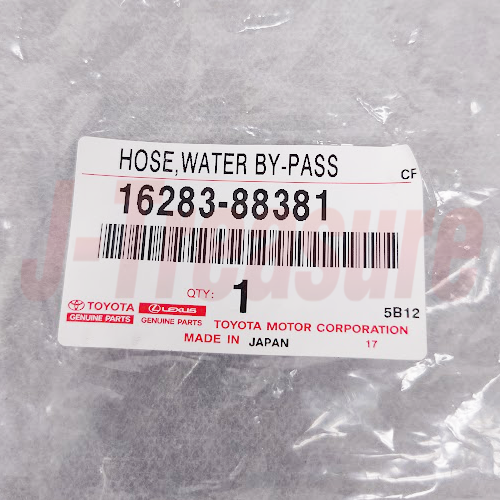 HOSE,WATER BY-PASS
CF
16283-88381
J-Treasure
QTY: 1
5B12
TOYOTA LEXUS
GENUINE PARTS GENUINE PARTS TOYOTA MOTOR CORPORATION
MADE IN JAPAN 17